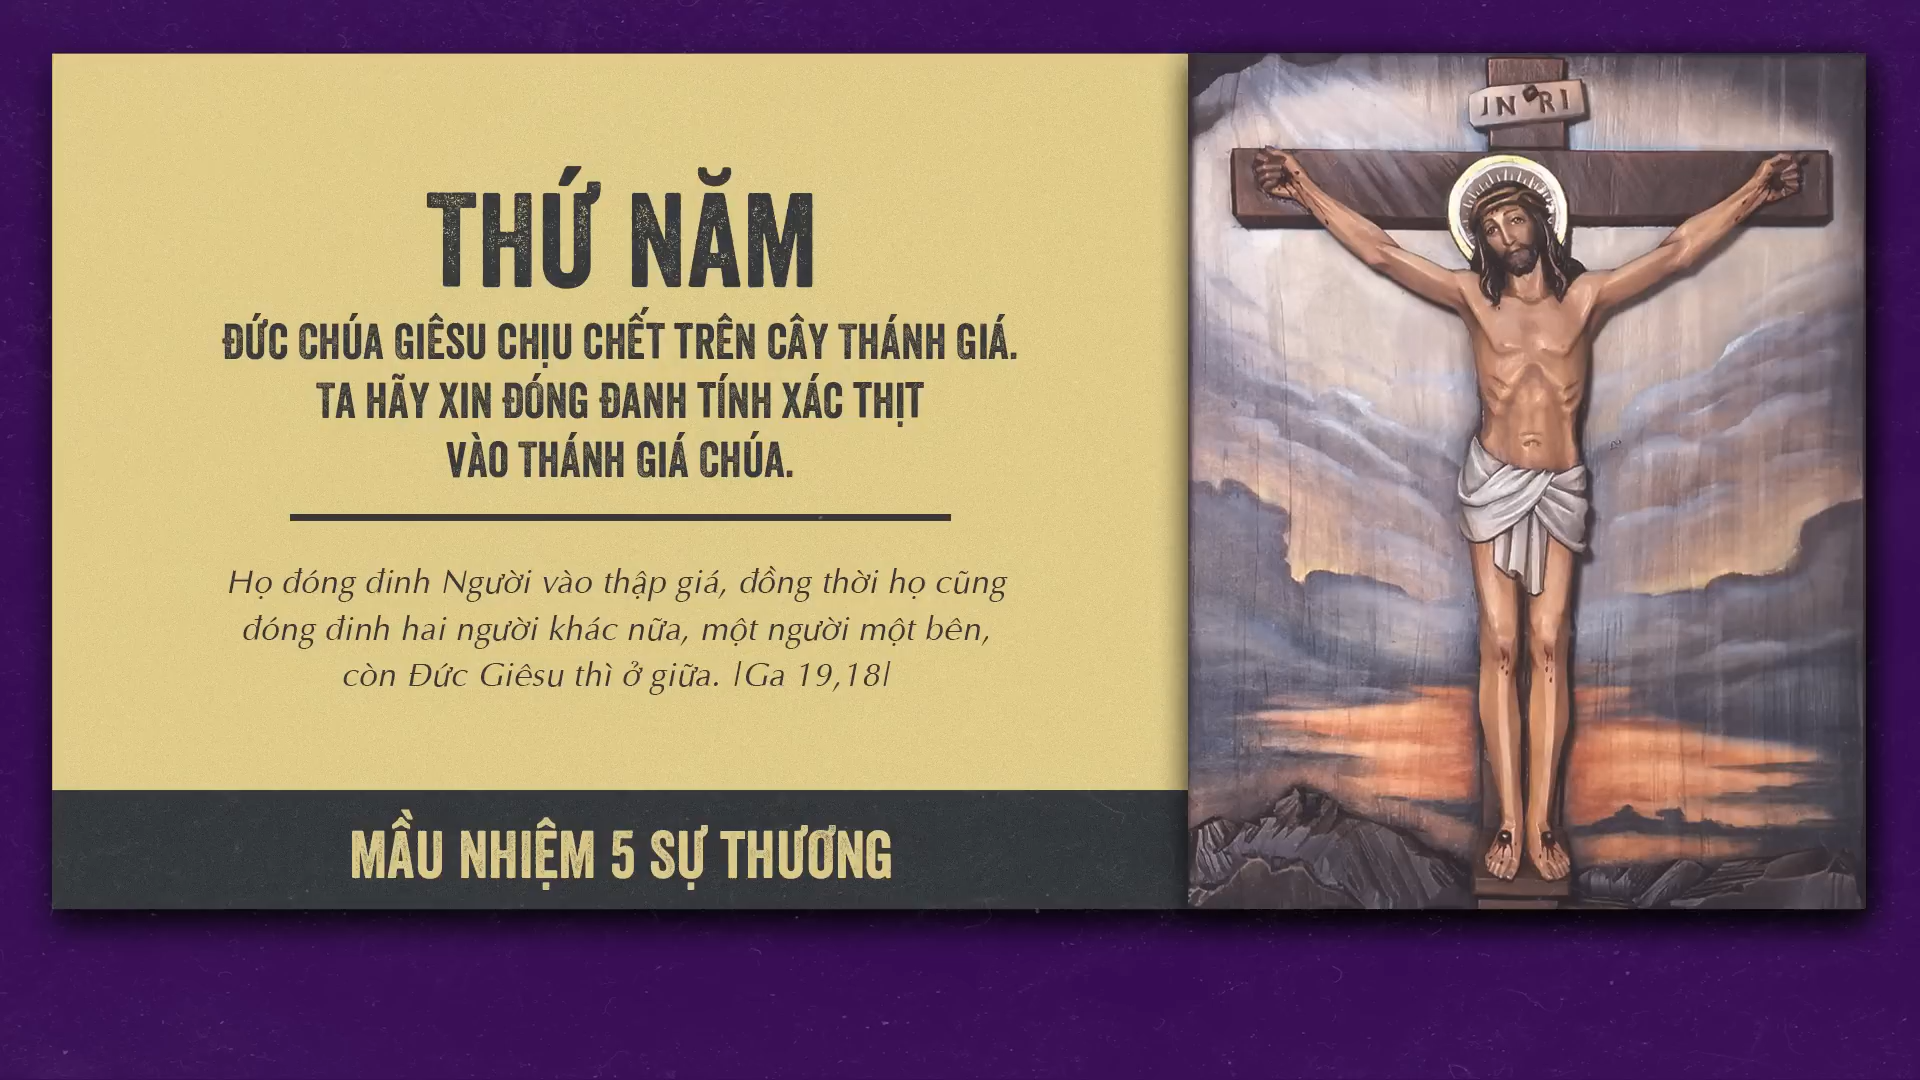 THỨ NĂM
ĐỨC CHÚA GIÊSU CHỊU CHẾT TRÊN CÂY THÁNH GIÁ.
TA HÃY XIN ĐÓNG ĐANH TÍNH XÁC THỊT
VÀO THÁNH GIÁ CHÚA.
Họ đóng đinh Người vào thập giá, đồng thời họ cũng
đóng đinh hai người khác nữa, một người một bên,
còn Đức Giêsu thì ở giữa. |Ga 19,18|
MẦU NHIỆM 5 SỰ THƯƠNG
INRI